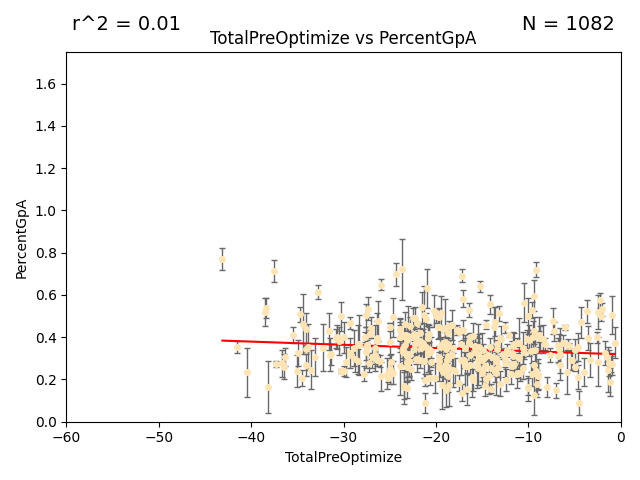 r^2 = 0.01
N = 1082
TotalPreOptimize vs PercentGpA
1.6
1.4
1.2
1.0
0.8
0.6
0.4
0.2
0.0
PercentGpA
−60 −50 −40 −30 −20 −10 0
TotalPreOptimize